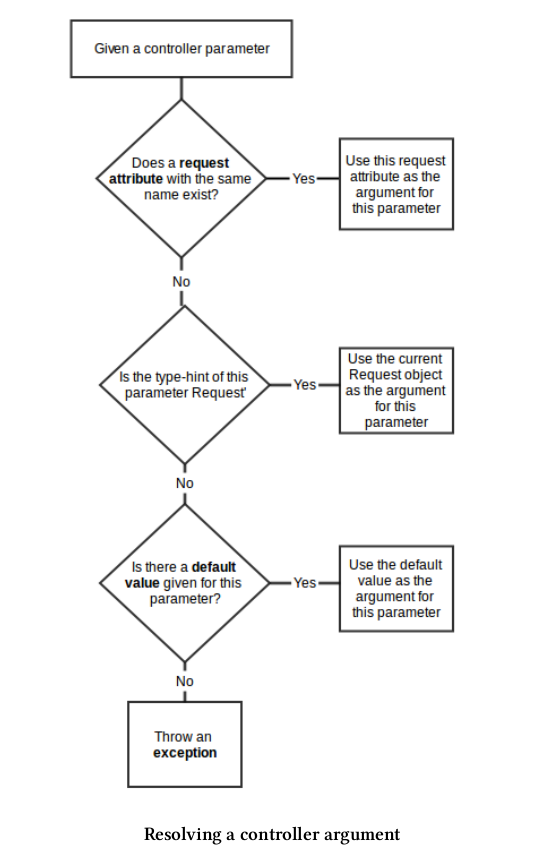 Given a controller parameter
Does a request
attribute with the same
name exist?
Yes
Use this request
attribute as the
argument for
this parameter
No
Is the type-hint of this
parameter Request'
Yes
Use the current
Request object
as the argument
for this
parameter
No
Is there a default
value given for this
parameter?
Yes
Use the default
value as the
argument for
this parameter
No
Throw an
exception
Resolving a controller argument